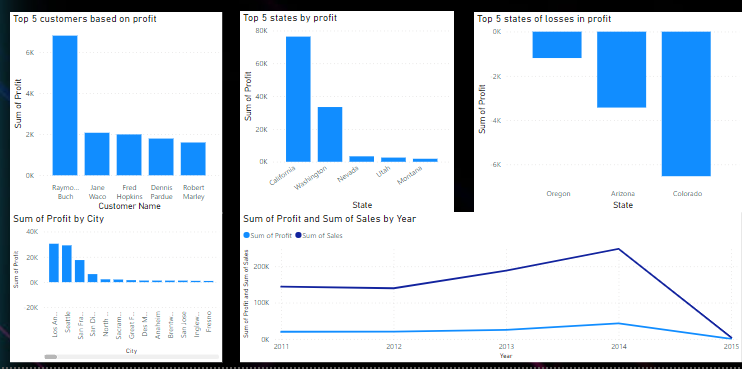 Top 5 customers based on profit
Sum of Profit
6K
4K
2K
0K
Raymo... Buch
Jane Waco
Fred Hopkins
Dennis Pardue
Robert Marley
Customer Name
Top 5 states by profit
Sum of Profit
80K
60K
40K
20K
0K
California
Washington
Nevada
Utah
Montana
State
Top 5 states of losses in profit
Sum of Profit
0K
2K
4K
6K
Oregon
Arizona
Colorado
State
Sum of Profit by City
Sum of Profit
40K
20K
0K
-20K
Los An...
Seattle
San Fra...
San Di...
North ...
Sacram...
Great F...
Des M...
Anaheim
Brentw...
San Jose
Inglew...
Fresno
City
Sum of Profit and Sum of Sales by Year
Sum of Profit
Sum of Sales
Sum of Profit and Sum of Sales
200K
100K
0K
2011
2012
2013
2014
2015
Year